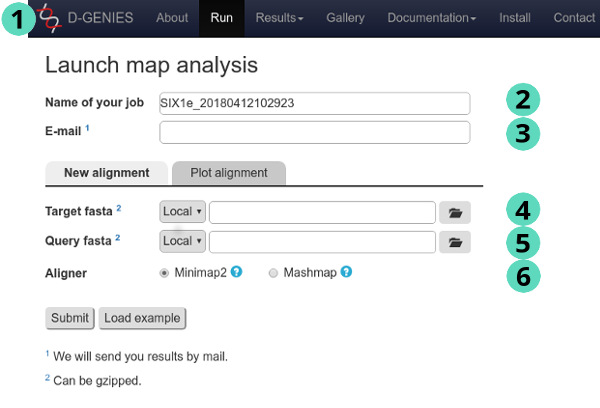 1 D-GENIES About Run Results Gallery Documentation Install Contact
Launch map analysis
Name of your job SIX1e_20180412102923 2
E-mail 1 3
New alignment Plot alignment
Target fasta 2 Local 4
Query fasta 2 Local 5
Aligner Minimap2 ? Mashmap ? 6
Submit Load example
1 We will send you results by mail.
2 Can be gzipped.